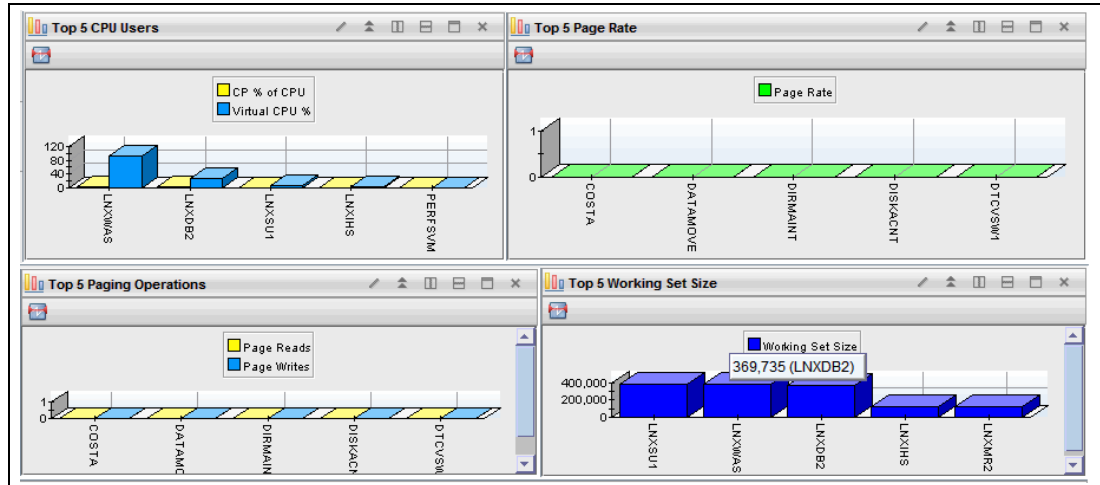 Top 5 CPU Users
CP % of CPU
Virtual CPU %
120
80
40
0
LNXWAS
LNXDB2
LNXSU1
LNXIHS
PERFSVM
Top 5 Page Rate
Page Rate
1
0
COSTA
DATAMOVE
DIRMAINT
DISKACNT
DTCVSW1
Top 5 Paging Operations
Page Reads
Page Writes
1
0
COSTA
DATAMC
DIRMAIN
DISKACN
DTCVSW
Top 5 Working Set Size
Working Set Size
369,735 (LNXDB2)
400,000
200,000
0
LNXSU1
LNXWAS
LNXDB2
LNXIHS
LNXMR2